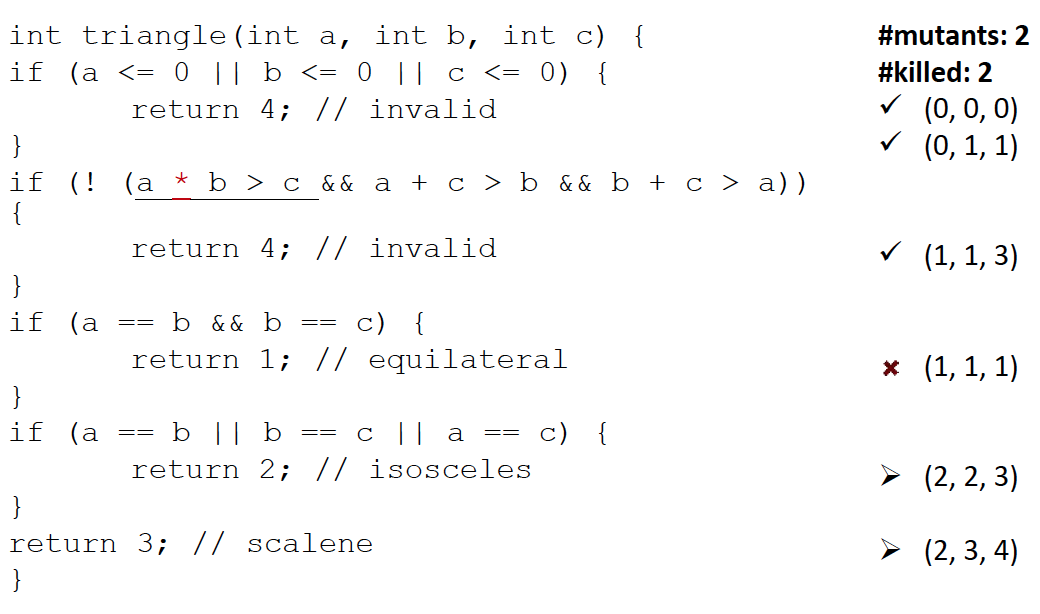 int triangle(int a, int b, int c) {
#mutants: 2
if (a <= 0 || b <= 0 || c <= 0) {
#killed: 2
return 4; // invalid
✓ (0, 0, 0)
}
✓ (0, 1, 1)
if (! (a * b > c && a + c > b && b + c > a))
{
return 4; // invalid
✓ (1, 1, 3)
}
if (a == b && b == c) {
return 1; // equilateral
✖ (1, 1, 1)
}
if (a == b || b == c || a == c) {
return 2; // isosceles
➢ (2, 2, 3)
}
return 3; // scalene
➢ (2, 3, 4)
}